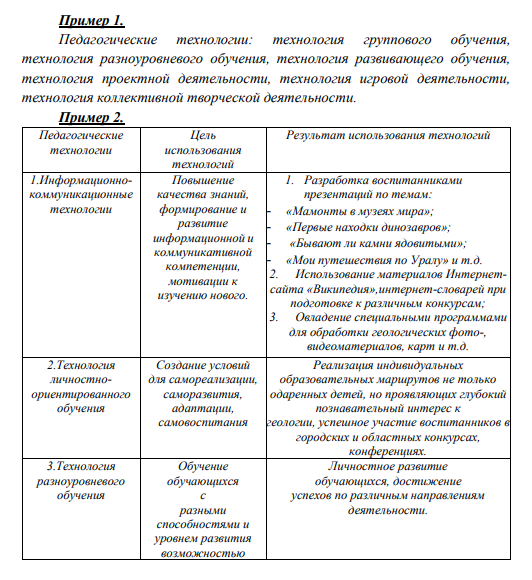 Пример 1.
Педагогические технологии: технология группового обучения,
технология разноуровневого обучения, технология развивающего обучения,
технология проектной деятельности, технология игровой деятельности,
технология коллективной творческой деятельности.
Пример 2.
Педагогические
технологии
Цель
использования
технологий
Результат использования технологий
1.Информационно-
коммуникационные
технологии
Повышение
качества знаний,
формирование и
развитие
информационной и
коммуникативной
компетенции,
мотивации к
изучению нового.
1. Разработка воспитанниками
презентаций по темам:
- «Мамонты в музеях мира»;
- «Первые находки динозавров»;
- «Бывают ли камни ядовитыми»;
- «Мои путешествия по Уралу» и т.д.
2. Использование материалов Интернет-
сайта «Википедия»,интернет-словарей при
подготовке к различным конкурсам;
3. Овладение специальными программами
для обработки геологических фото-,
видеоматериалов, карт и т.д.
2.Технология
личностно-
ориентированного
обучения
Создание условий
для самореализации,
саморазвития,
адаптации,
самовоспитания
Реализация индивидуальных
образовательных маршрутов не только
одаренных детей, но проявляющих глубокий
познавательный интерес к
геологии, успешное участие воспитанников в
городских и областных конкурсах,
конференциях.
3.Технология
разноуровневого
обучения
Обучение
обучающихся
с
разными
способностями и
уровнем развития
возможностью
Личностное развитие
обучающихся, достижение
успехов по различным направлениям
деятельности.